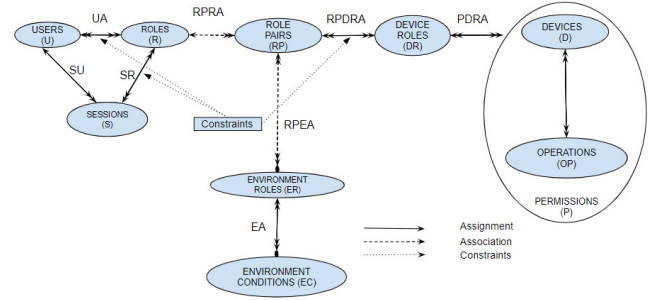 USERS
(U)
UA
ROLES
(R)
RPRA
ROLE
PAIRS
(RP)
RPDRA
DEVICE
ROLES
(DR)
PDRA
DEVICES
(D)
SU
SR
SESSIONS
(S)
Constraints
RPEA
OPERATIONS
(OP)
ENVIRONMENT
ROLES (ER)
PERMISSIONS
(P)
EA
ENVIRONMENT
CONDITIONS (EC)
Assignment
Association
Constraints